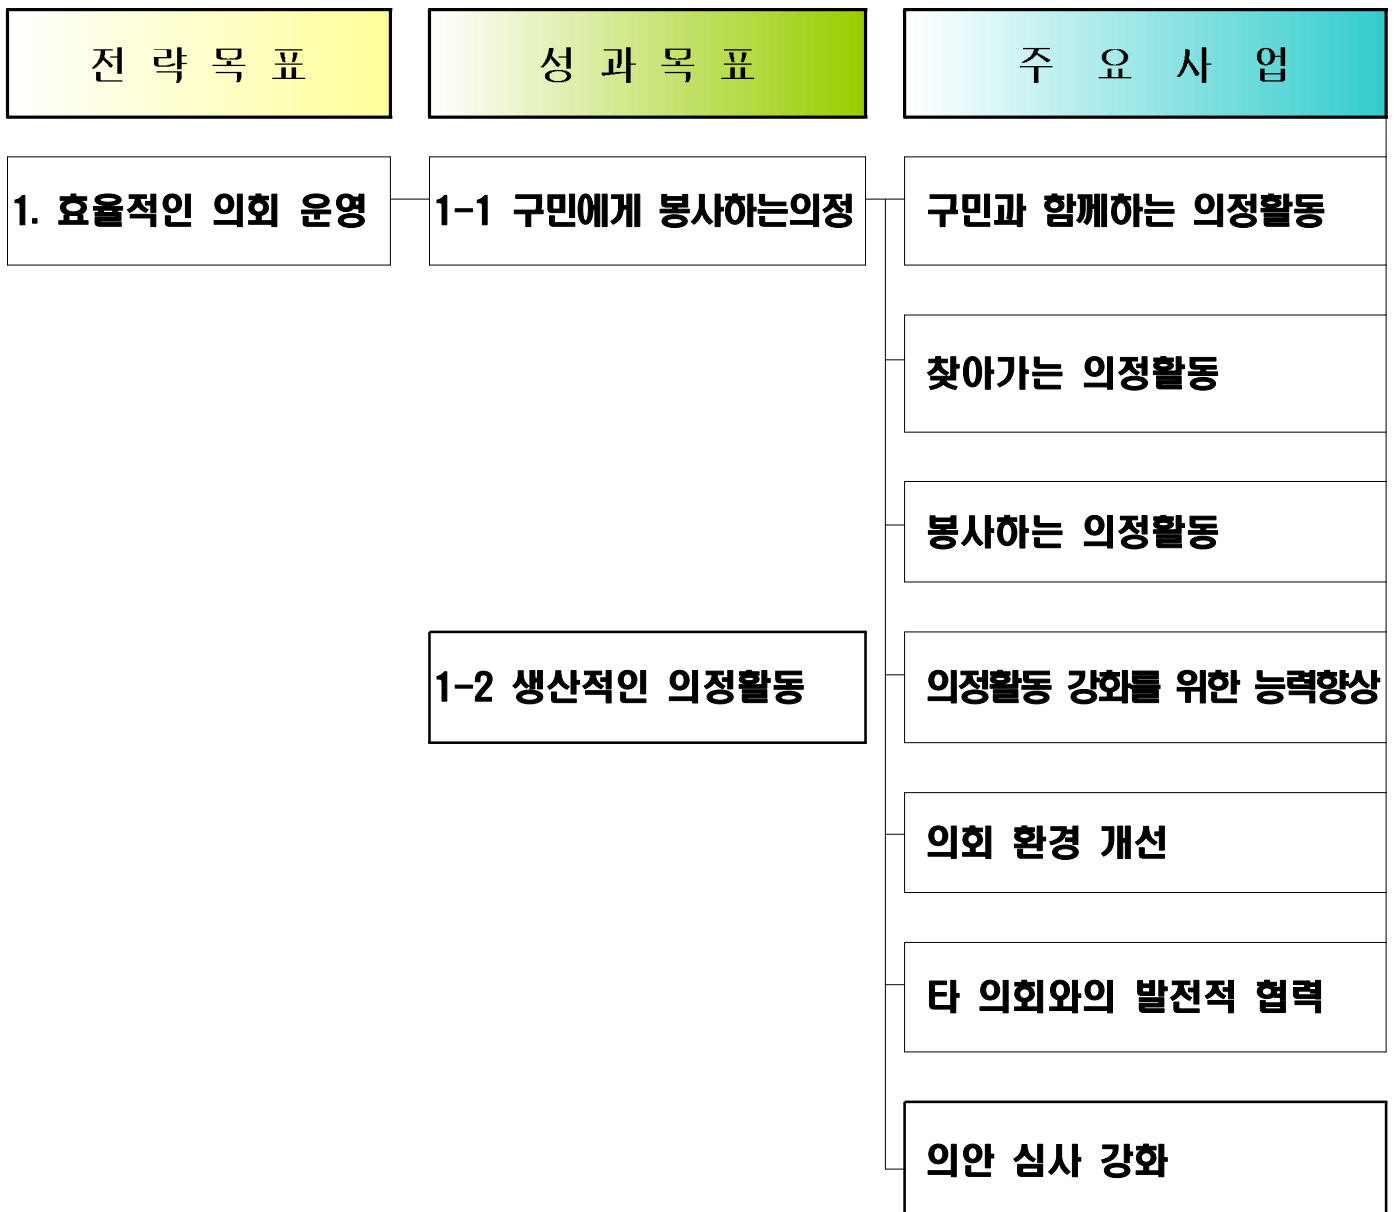 전 략 목 표
성 과 목 표
주 요 사 업
1. 효율적인 의회 운영
1-1 구민에게 봉사하는의정
구민과 함께하는 의정활동
찾아가는 의정활동
봉사하는 의정활동
1-2 생산적인 의정활동
의정활동 강화를 위한 능력향상
의회 환경 개선
타 의회와의 발전적 협력
의안 심사 강화